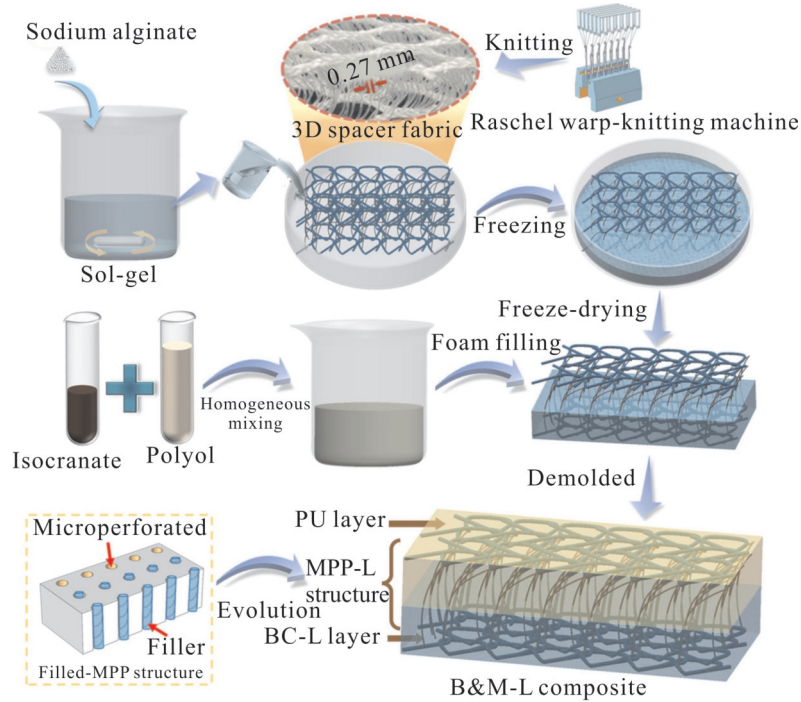 Sodium alginate
Knitting
0.27 mm
3D spacer fabric
Raschel warp-knitting machine
Freezing
Sol-gel
Freeze-drying
Foam filling
Homogeneous
mixing
Isocranate
Polyol
Demolded
Microperforated
PU layer
MPP-L
structure
Evolution
BC-L layer
Filler
Filled-MPP structure
B&M-L composite